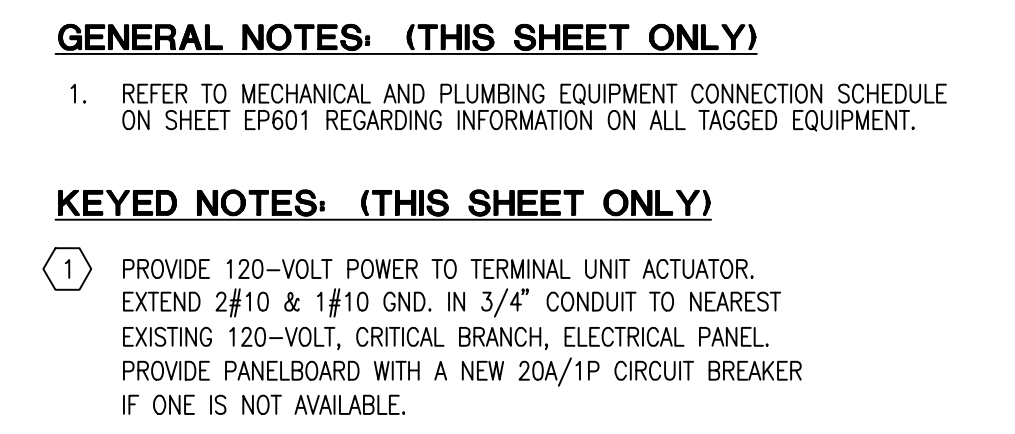 GENERAL NOTES: (THIS SHEET ONLY)
1. REFER TO MECHANICAL AND PLUMBING EQUIPMENT CONNECTION SCHEDULE
ON SHEET EP601 REGARDING INFORMATION ON ALL TAGGED EQUIPMENT.
KEYED NOTES: (THIS SHEET ONLY)
1 PROVIDE 120-VOLT POWER TO TERMINAL UNIT ACTUATOR.
EXTEND 2#10 & 1#10 GND. IN 3/4" CONDUIT TO NEAREST
EXISTING 120-VOLT, CRITICAL BRANCH, ELECTRICAL PANEL.
PROVIDE PANELBOARD WITH A NEW 20A/1P CIRCUIT BREAKER
IF ONE IS NOT AVAILABLE.